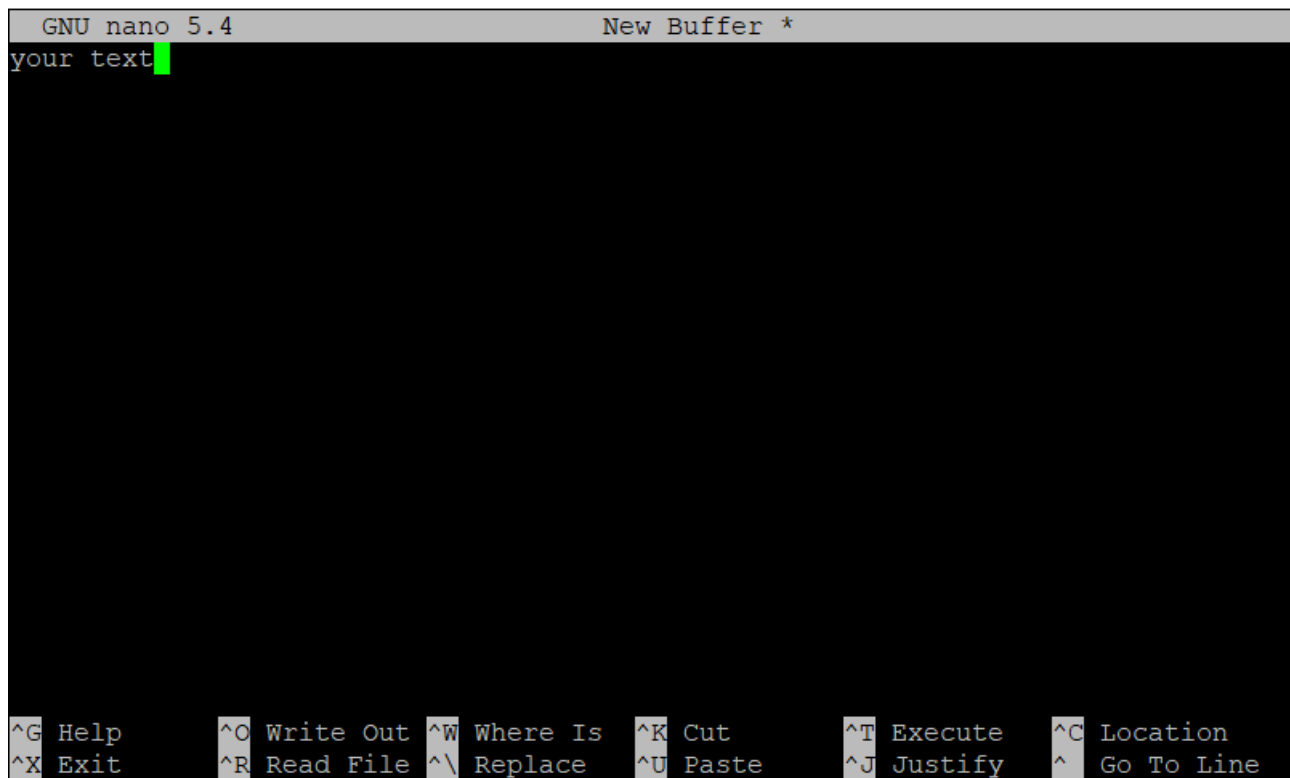 GNU nano 5.4 New Buffer *
your text
^G Help ^O Write Out ^W Where Is ^K Cut ^T Execute ^C Location
^X Exit ^R Read File ^\ Replace ^U Paste ^J Justify ^ Go To Line